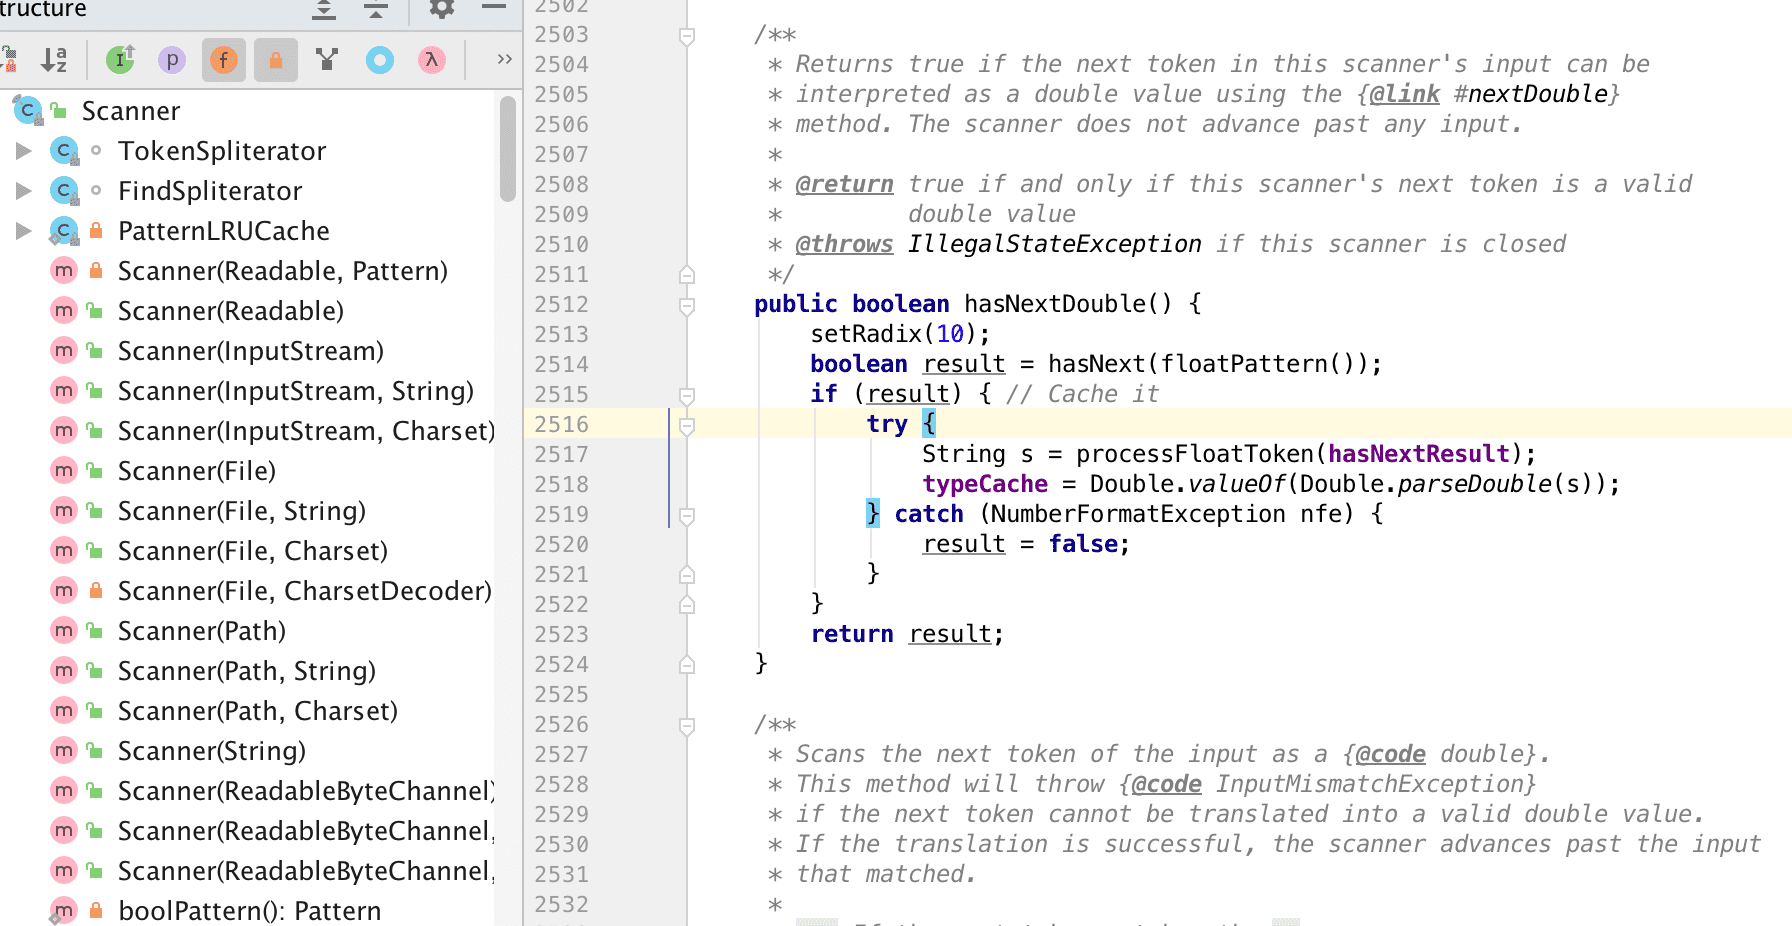 tructure
I p f λ »
Scanner
TokenSpliterator
FindSpliterator
PatternLRUCache
Scanner(Readable, Pattern)
Scanner(Readable)
Scanner(InputStream)
Scanner(InputStream, String)
Scanner(InputStream, Charset)
Scanner(File)
Scanner(File, String)
Scanner(File, Charset)
Scanner(File, CharsetDecoder)
Scanner(Path)
Scanner(Path, String)
Scanner(Path, Charset)
Scanner(String)
Scanner(ReadableByteChannel)
Scanner(ReadableByteChannel,
Scanner(ReadableByteChannel,
boolPattern(): Pattern
2502
2503 /**
2504 * Returns true if the next token in this scanner's input can be
2505 * interpreted as a double value using the {@link #nextDouble}
2506 * method. The scanner does not advance past any input.
2507 *
2508 * @return true if and only if this scanner's next token is a valid
2509 * double value
2510 * @throws IllegalStateException if this scanner is closed
2511 */
2512 public boolean hasNextDouble() {
2513 setRadix(10);
2514 boolean result = hasNext(floatPattern());
2515 if (result) { // Cache it
2516 try {
2517 String s = processFloatToken(hasNextResult);
2518 typeCache = Double.valueOf(Double.parseDouble(s));
2519 } catch (NumberFormatException nfe) {
2520 result = false;
2521 }
2522 }
2523 return result;
2524 }
2525
2526 /**
2527 * Scans the next token of the input as a {@code double}.
2528 * This method will throw {@code InputMismatchException}
2529 * if the next token cannot be translated into a valid double value.
2530 * If the translation is successful, the scanner advances past the input
2531 * that matched.
2532 *